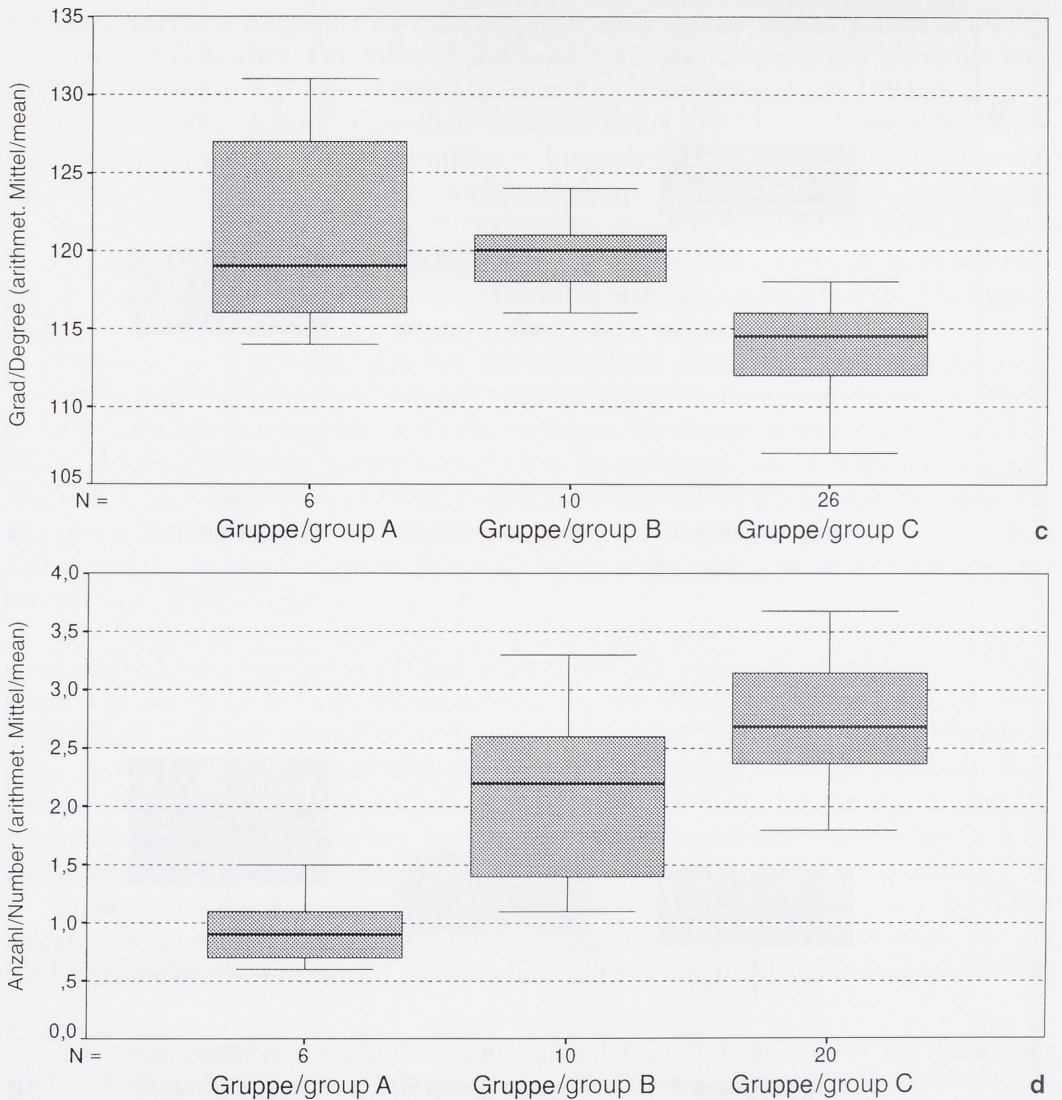 Grad/Degree (arithmet. Mittel/mean)
135
130
125
120
115
110
105
N = 6 10 26
Gruppe/group A Gruppe/group B Gruppe/group C c
Anzahl/Number (arithmet. Mittel/mean)
4,0
3,5
3,0
2,5
2,0
1,5
1,0
,5
0,0
N = 6 10 20
Gruppe/group A Gruppe/group B Gruppe/group C d